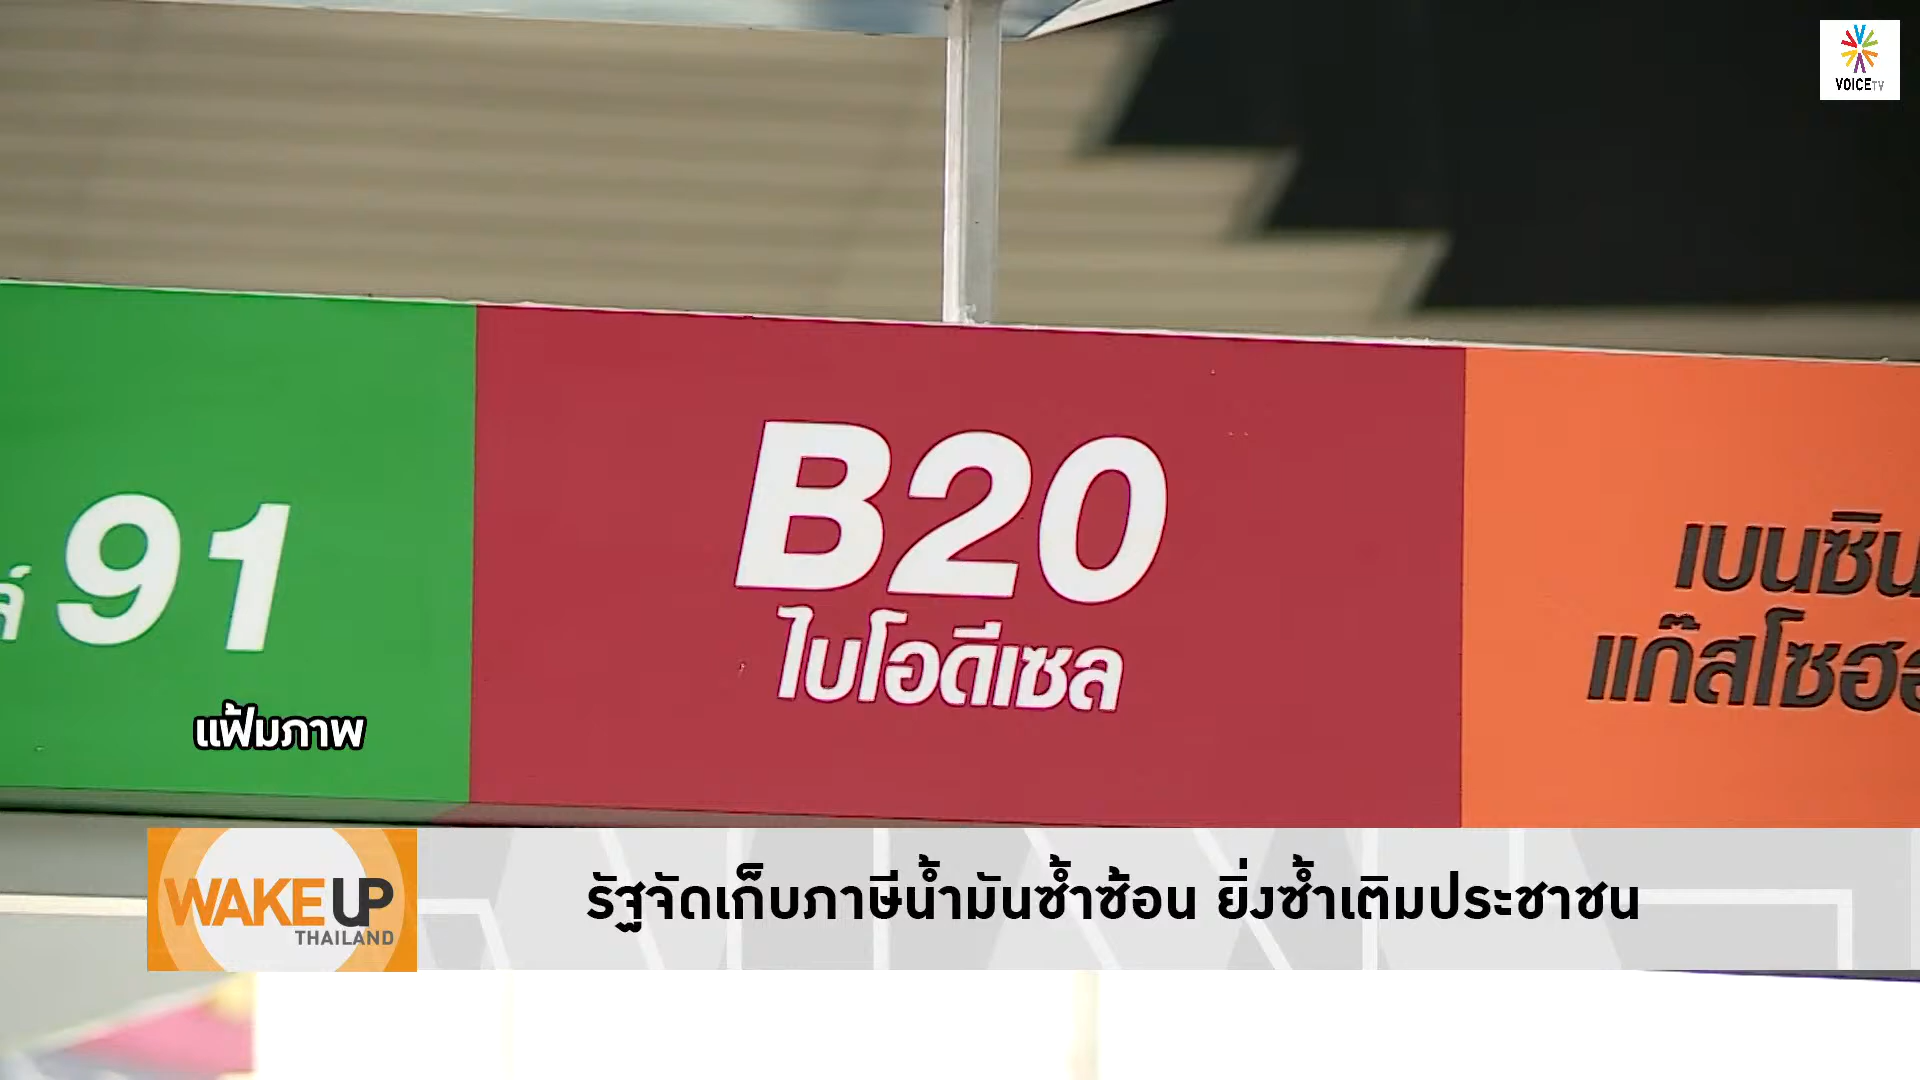 VOICETV
91
B20
ไบโอดีเซล
เบนซิน
แก๊สโซฮอ
แฟ้มภาพ
WAKE UP
THAILAND
รัฐจัดเก็บภาษีน้ำมันซ้ำซ้อน ยิ่งซ้ำเติมประชาชน